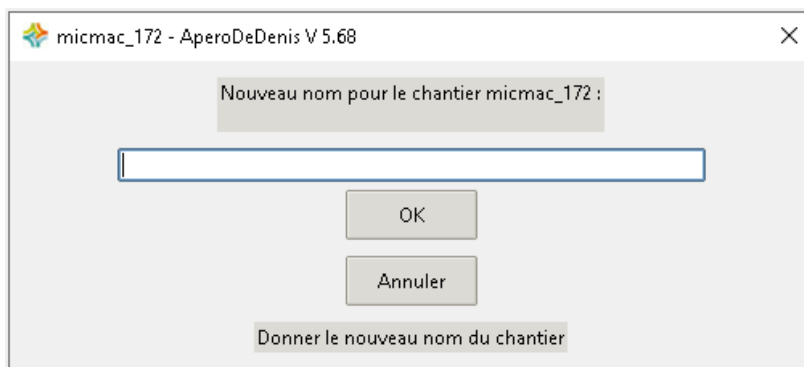 micmac_172 - AperoDeDenis V 5.68
Nouveau nom pour le chantier micmac_172 :
OK
Annuler
Donner le nouveau nom du chantier